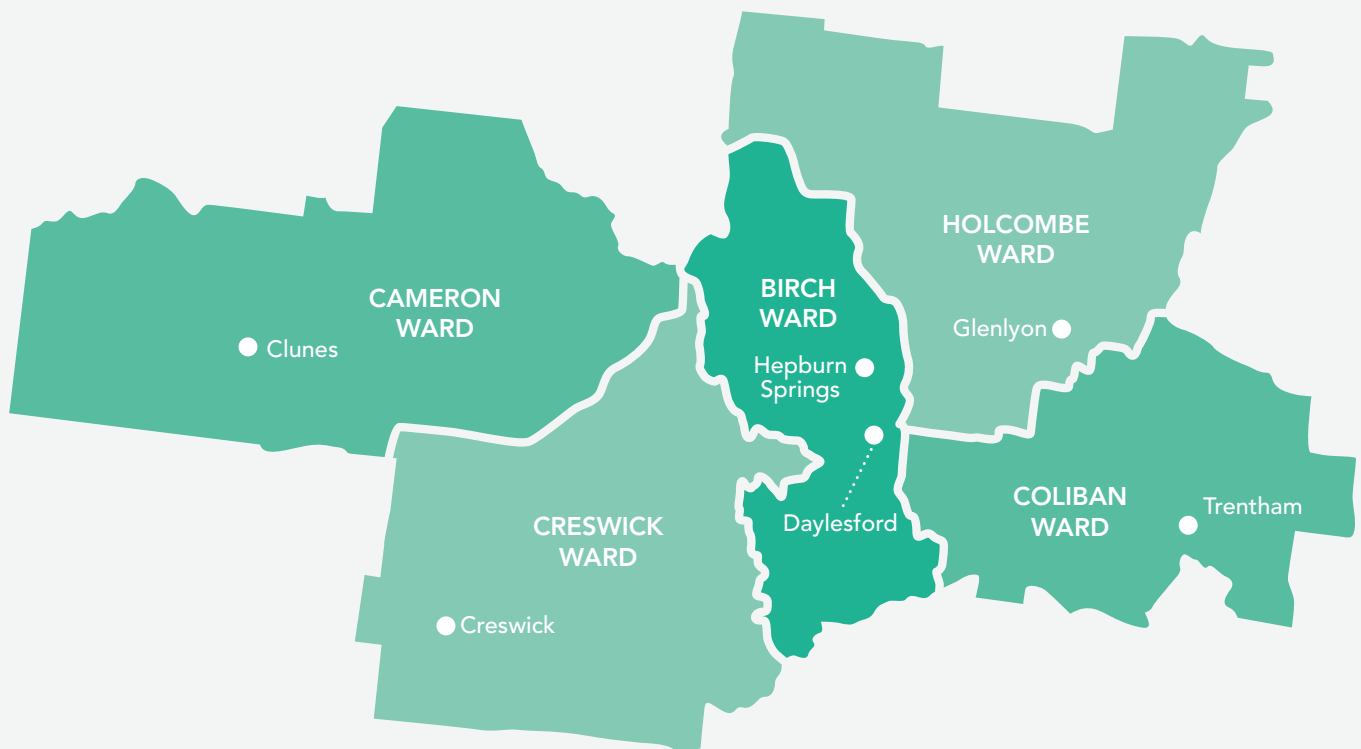 HOLCOMBE
WARD
Glenlyon
BIRCH
WARD
Hepburn
Springs
Daylesford
CAMERON
WARD
Clunes
COLIBAN
WARD
Trentham
CRESWICK
WARD
Creswick